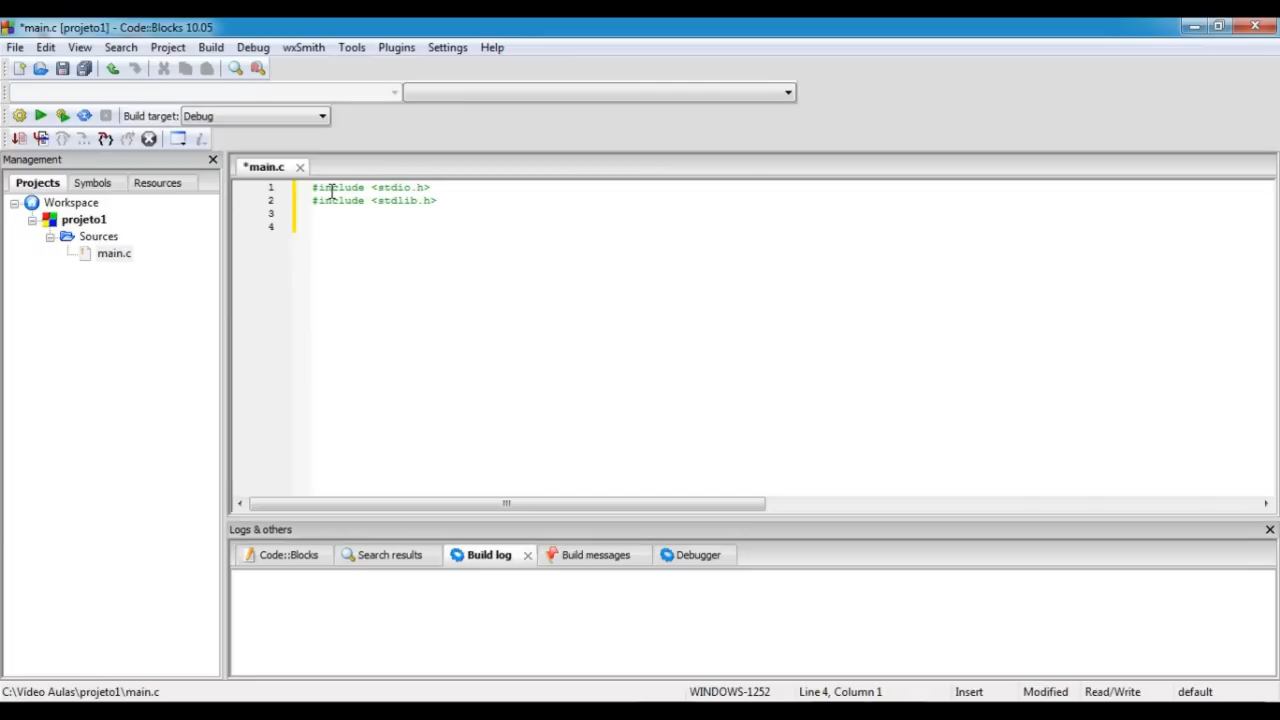 *main.c [projeto1] - Code::Blocks 10.05
File Edit View Search Project Build Debug wxSmith Tools Plugins Settings Help
Build target: Debug
Management
Projects Symbols Resources
Workspace
projeto1
Sources
main.c
*main.c
1 #include <stdio.h>
2 #include <stdlib.h>
3
4
Logs & others
Code::Blocks Search results Build log Build messages Debugger
C:\Video Aulas\projeto1\main.c WINDOWS-1252 Line 4, Column 1 Insert Modified Read/Write default